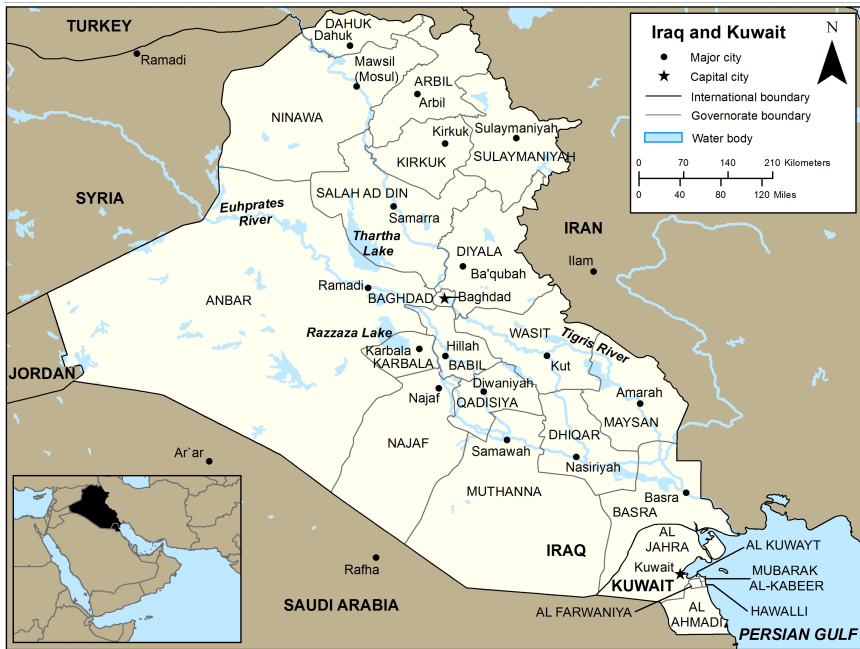 TURKEY
Ramadi
DAHUK
Dahuk
Mawsil
(Mosul)
ARBIL
Arbil
NINAWA
Kirkuk
KIRKUK
Sulaymaniyah
SULAYMANIYAH
SYRIA
SALAH AD DIN
Samarra
Euhprates
River
Thartha
Lake
DIYALA
Ba'qubah
IRAN
Ilam
Ramadi
BAGHDAD
Baghdad
ANBAR
Razzaza Lake
WASIT
Tigris River
Karbala
KARBALA
Hillah
BABIL
Kut
JORDAN
Najaf
Diwaniyah
QADISIYA
Amarah
MAYSAN
NAJAF
DHIQAR
Samawah
Nasiriyah
Ar`ar
MUTHANNA
Basra
BASRA
IRAQ
AL
JAHRA
Kuwait
KUWAIT
AL KUWAYT
MUBARAK
AL-KABEER
HAWALLI
AL FARWANIYA
AL
AHMADI
Rafha
SAUDI ARABIA
PERSIAN GULF
Iraq and Kuwait
N
Major city
Capital city
International boundary
Governorate boundary
Water body
0 70 140 210 Kilometers
0 40 80 120 Miles